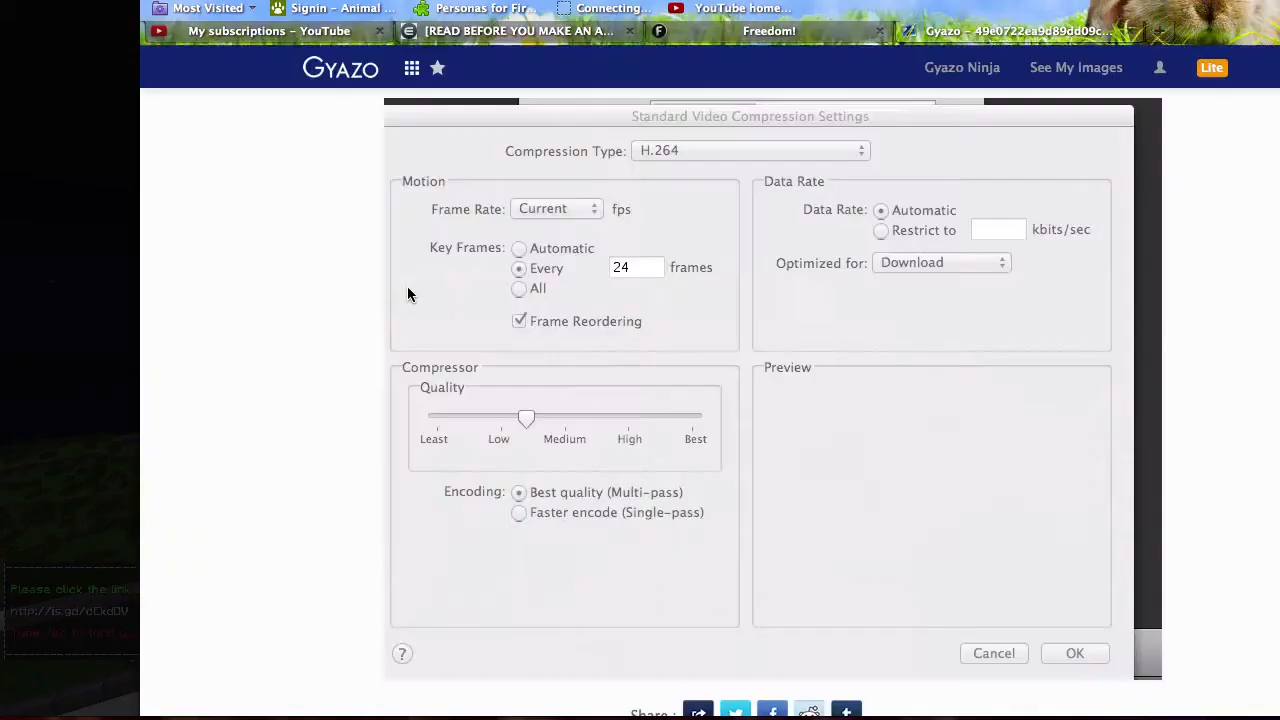 Most Visited
Signin - Animal ...
Personas for Fir...
Connecting...
YouTube home...
My subscriptions - YouTube
[READ BEFORE YOU MAKE AN A...
Freedom!
Gyazo - 49e0722ea9d89dd09c...
GYAZO
Gyazo Ninja
See My Images
Lite
Standard Video Compression Settings
Compression Type: H.264
Motion
Frame Rate: Current fps
Key Frames: Automatic
Every 24 frames
All
Frame Reordering
Data Rate
Data Rate: Automatic
Restrict to kbits/sec
Optimized for: Download
Compressor
Quality
Least Low Medium High Best
Encoding: Best quality (Multi-pass)
Faster encode (Single-pass)
Preview
?
Cancel
OK
Please click the link
Share :